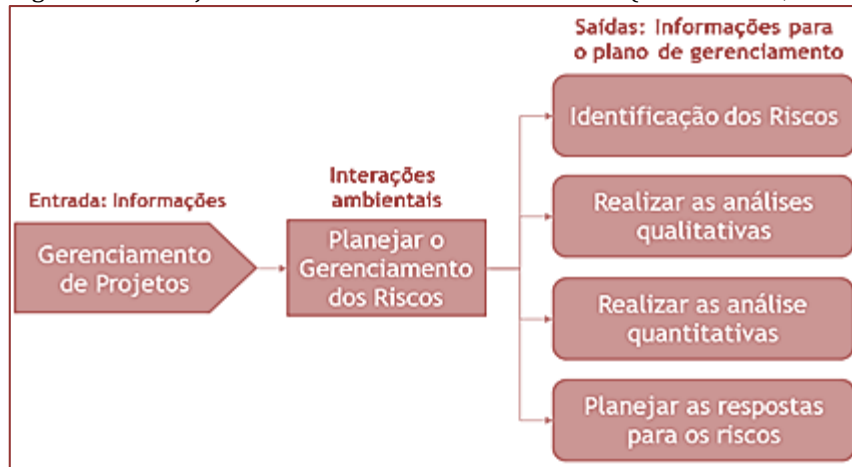 Saídas: Informações para
o plano de gerenciamento
Identificação dos Riscos
Interações
ambientais
Entrada: Informações
Realizar as análises
qualitativas
Gerenciamento
de Projetos
Planejar o
Gerenciamento
dos Riscos
Realizar as análise
quantitativas
Planejar as respostas
para os riscos